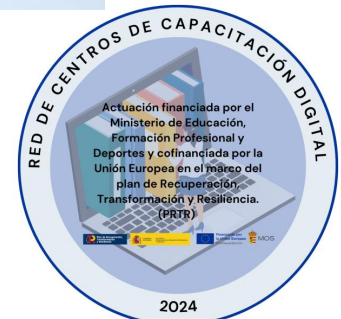 RED DE CENTROS DE CAPACITACIÓN DIGITAL
Actuación financiada por el
Ministerio de Educación,
Formación Profesional y
Deportes y cofinanciada por la
Unión Europea en el marco del
plan de Recuperación,
Transformación y Resiliencia.
(PRTR)
MOS
2024